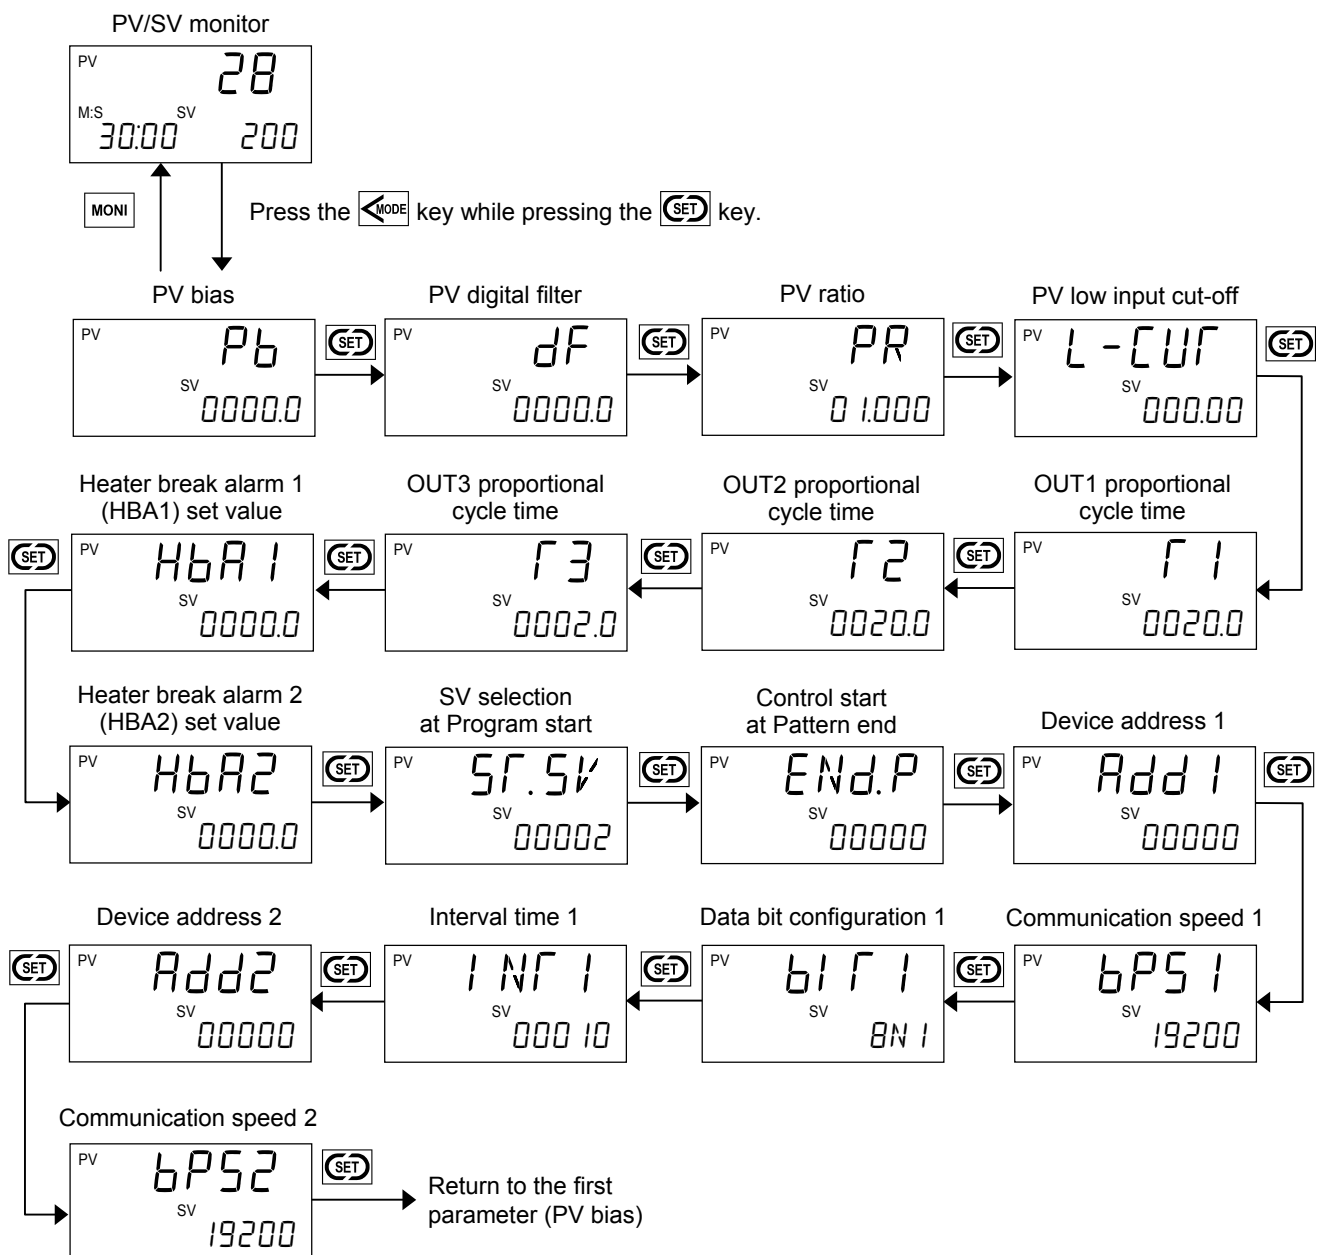 PV/SV monitor
PV
28
M:S SV
30:00 200
MONI
Press the <MODE key while pressing the SET key.
PV bias
PV digital filter
PV ratio
PV low input cut-off
PV Pb
SV
0000.0
SET
PV dF
SV
0000.0
SET
PV PR
SV
01.000
SET
PV L-CUT
SV
000.00
SET
OUT1 proportional
cycle time
PV T1
SV
0020.0
SET
OUT2 proportional
cycle time
PV T2
SV
0020.0
SET
OUT3 proportional
cycle time
PV T3
SV
0002.0
SET
Heater break alarm 1
(HBA1) set value
PV HbA1
SV
0000.0
SET
Heater break alarm 2
(HBA2) set value
PV HbA2
SV
0000.0
SET
SV selection
at Program start
PV ST.SV
SV
00002
SET
Control start
at Pattern end
PV ENd.P
SV
00000
SET
Device address 1
PV Add1
SV
00000
SET
Communication speed 1
PV bPS1
SV
19200
SET
Data bit configuration 1
PV bIT1
SV
8N1
SET
Interval time 1
PV INT1
SV
00010
SET
Device address 2
PV Add2
SV
00000
SET
Communication speed 2
PV bPS2
SV
19200
SET
Return to the first
parameter (PV bias)